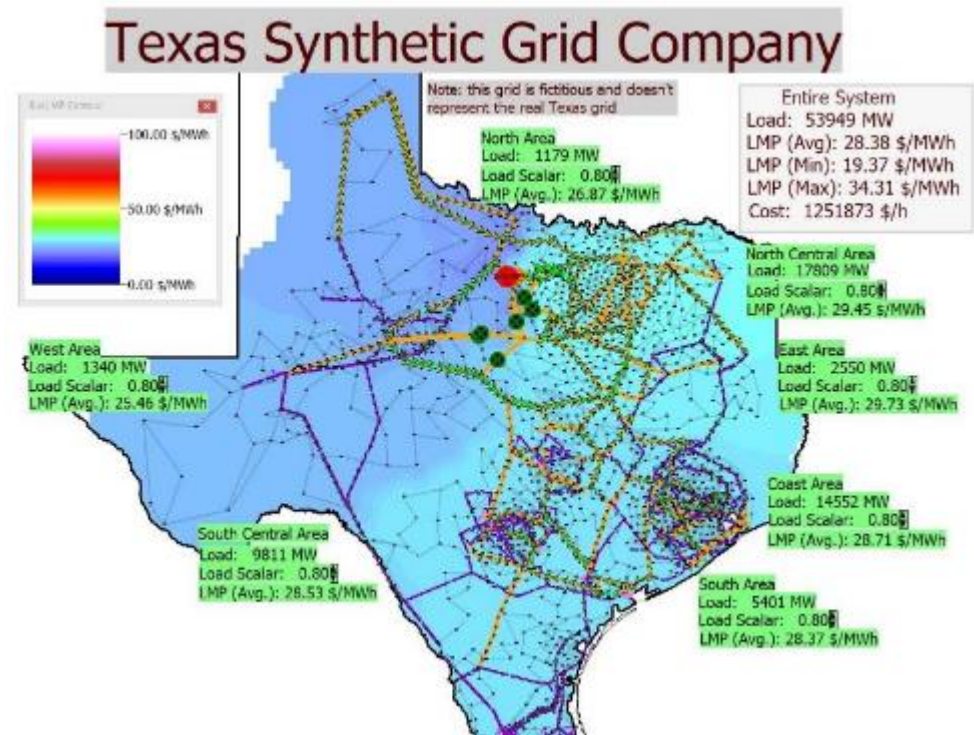 Texas Synthetic Grid Company
Note: this grid is fictitious and doesn't
represent the real Texas grid
100.00 $/MWh
50.00 $/MWh
0.00 $/MWh
Entire System
Load: 53949 MW
LMP (Avg): 28.38 $/MWh
LMP (Min): 19.37 $/MWh
LMP (Max): 34.31 $/MWh
Cost: 1251873 $/h
North Area
Load: 1179 MW
Load Scalar: 0.80
LMP (Avg.): 26.87 $/MWh
North Central Area
Load: 17809 MW
Load Scalar: 0.80
LMP (Avg.): 29.45 $/MWh
West Area
Load: 1340 MW
Load Scalar: 0.80
LMP (Avg.): 25.46 $/MWh
East Area
Load: 2550 MW
Load Scalar: 0.80
LMP (Avg.): 29.73 $/MWh
Coast Area
Load: 14552 MW
Load Scalar: 0.80
LMP (Avg.): 28.71 $/MWh
South Central Area
Load: 9811 MW
Load Scalar: 0.80
LMP (Avg.): 28.53 $/MWh
South Area
Load: 5401 MW
Load Scalar: 0.80
LMP (Avg.): 28.37 $/MWh